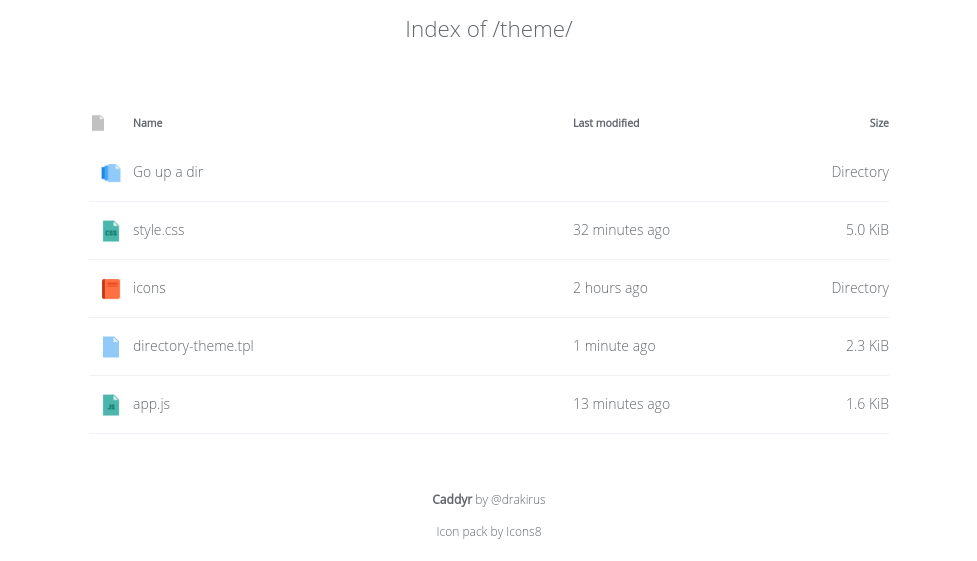 Index of /theme/
Name Last modified Size
Go up a dir Directory
CSS style.css 32 minutes ago 5.0 KiB
icons 2 hours ago Directory
directory-theme.tpl 1 minute ago 2.3 KiB
JS app.js 13 minutes ago 1.6 KiB
Caddyr by @drakirus
Icon pack by Icons8